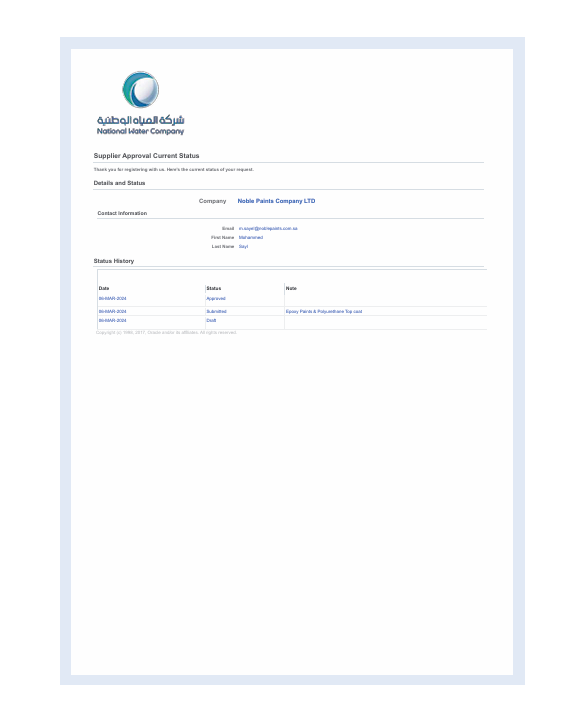 شركة المياه الوطنية
National Water Company
Supplier Approval Current Status
Thank you for registering with us. Here's the current status of your request.
Details and Status
Company Noble Paints Company LTD
Contact Information
Email m.sayel@noblepaints.com.sa
First Name Mohammed
Last Name Sayl
Status History
Date Status Note
06-MAR-2024 Approved
06-MAR-2024 Submitted Epoxy Paints & Polyurethane Top coat
06-MAR-2024 Draft
Copyright (c) 1998, 2017, Oracle and/or its affiliates. All rights reserved.